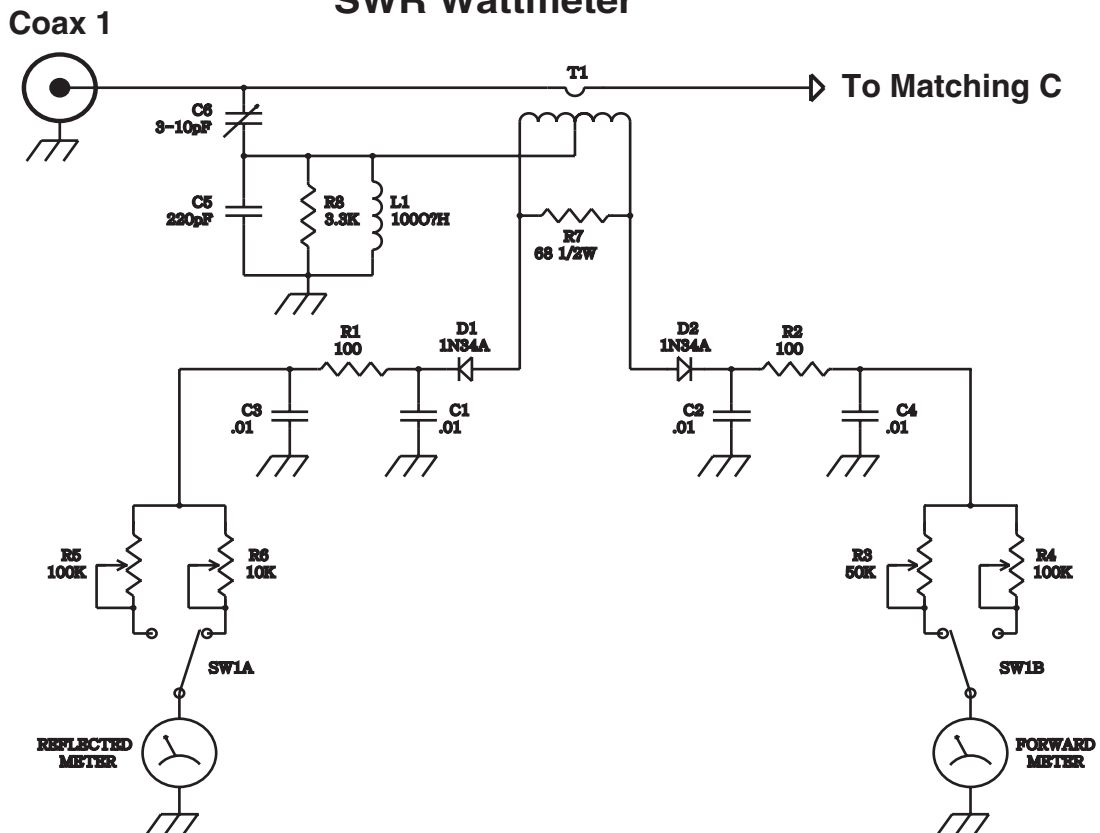 SWR Wattmeter
Coax 1
T1
To Matching C
C6
3-10pF
C5
220pF
R8
3.3K
L1
100O?H
R7
68 1/2W
R1
100
D1
1N34A
D2
1N34A
R2
100
C3
.01
C1
.01
C2
.01
C4
.01
R5
100K
R6
10K
R3
50K
R4
100K
SW1A
SW1B
REFLECTED
METER
FORWARD
METER